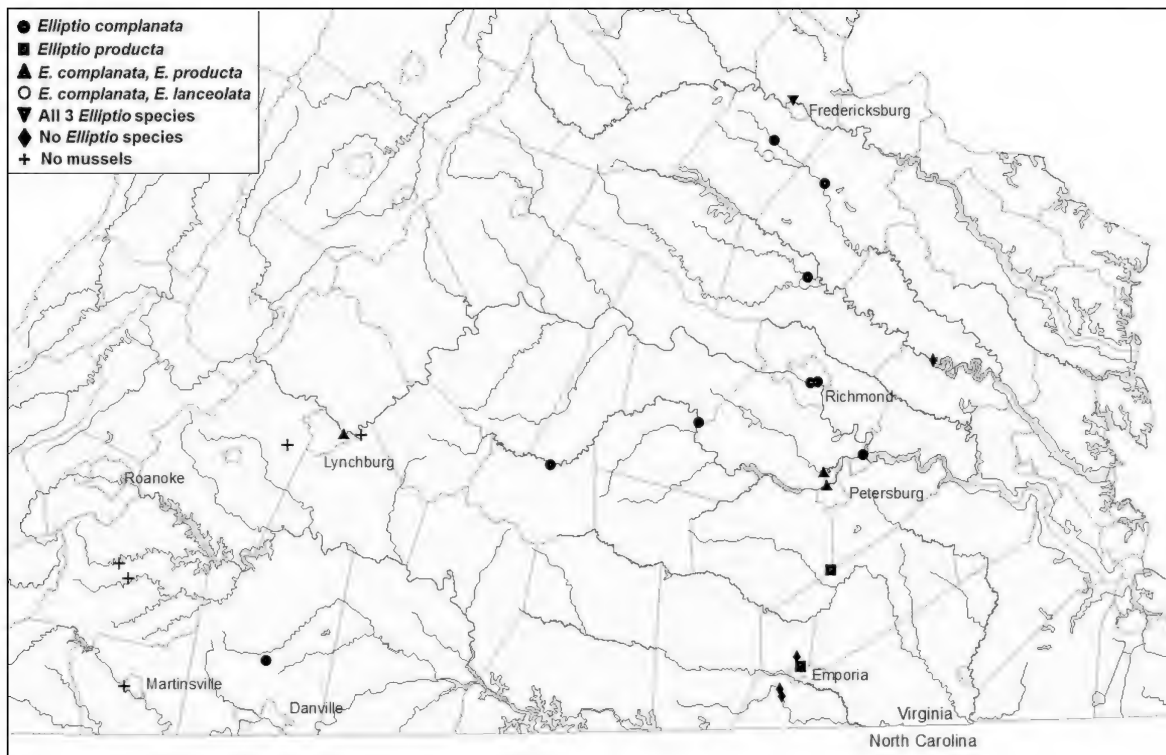 Elliptio complanata
Elliptio producta
E. complanata, E. producta
E. complanata, E. lanceolata
All 3 Elliptio species
No Elliptio species
No mussels
Fredericksburg
Richmond
Lynchburg
Roanoke
Petersburg
Emporia
Martinsville
Danville
Virginia
North Carolina